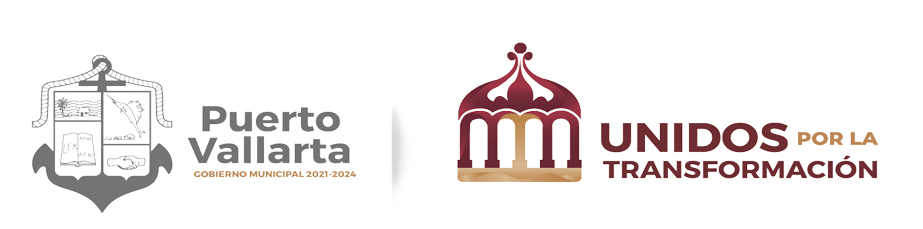 Puerto
Vallarta
GOBIERNO MUNICIPAL 2021-2024
UNIDOS POR LA
TRANSFORMACIÓN